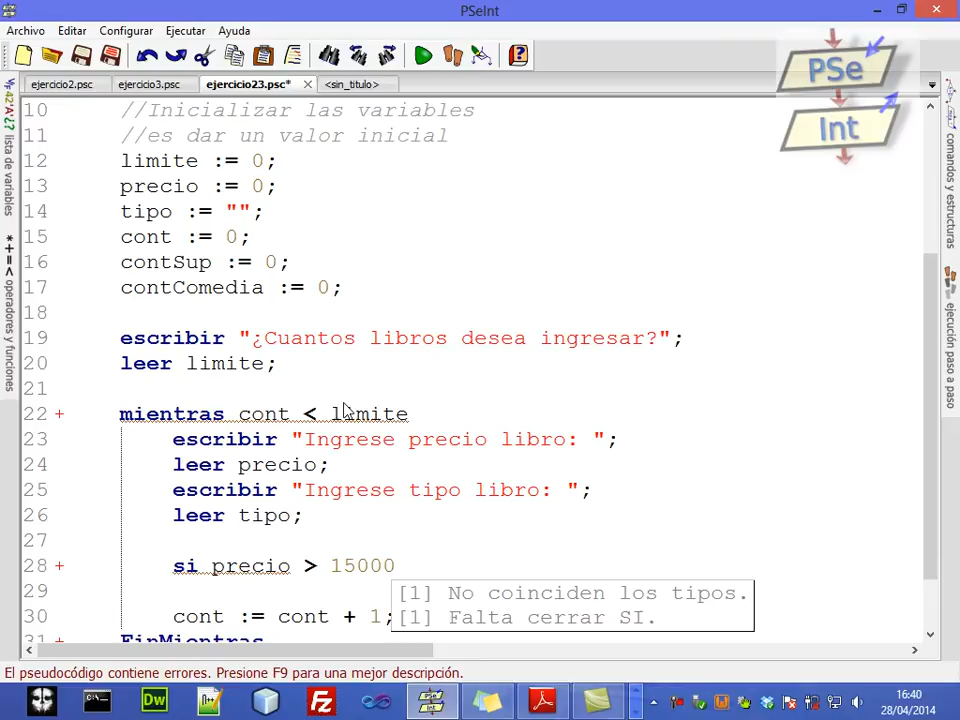 PSeInt
Archivo Editar Configurar Ejecutar Ayuda
ejercicio2.psc ejercicio3.psc ejercicio23.psc* <sin_titulo>
PSe
Int
lista de variables
operadores y funciones
comandos y estructuras
ejecución paso a paso
10 //Inicializar las variables
11 //es dar un valor inicial
12 limite := 0;
13 precio := 0;
14 tipo := "";
15 cont := 0;
16 contSup := 0;
17 contComedia := 0;
18
19 escribir "¿Cuantos libros desea ingresar?";
20 leer limite;
21
22 + mientras cont < limite
23 escribir "Ingrese precio libro: ";
24 leer precio;
25 escribir "Ingrese tipo libro: ";
26 leer tipo;
27
28 + si precio > 15000
29 [1] No coinciden los tipos.
30 cont := cont + 1; [1] Falta cerrar SI.
31 + FinMientras
El pseudocódigo contiene errores. Presione F9 para una mejor descripción.
Dw
16:40
28/04/2014